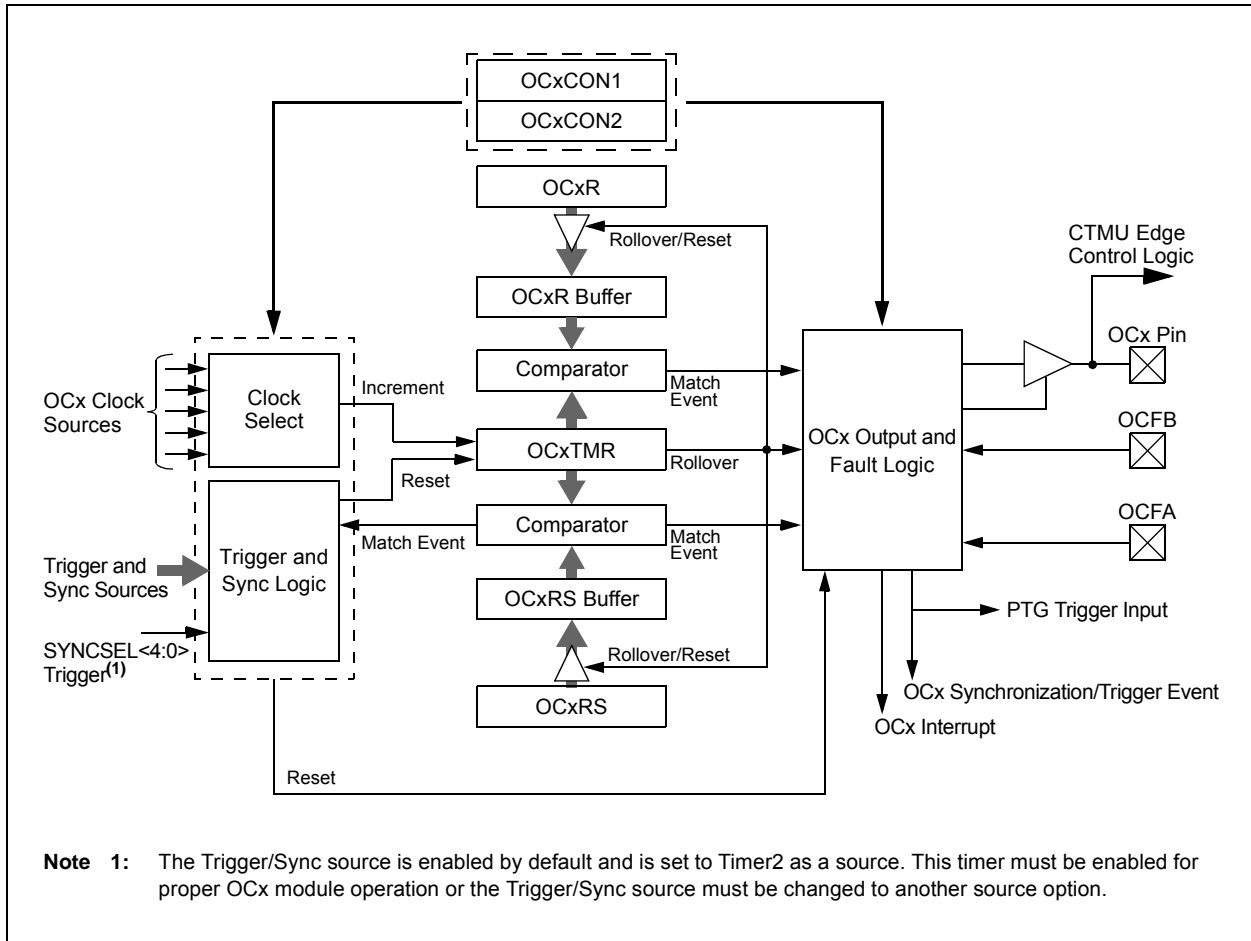 OCxCON1
OCxCON2
OCxR
Rollover/Reset
CTMU Edge
Control Logic
OCxR Buffer
OCx Pin
Comparator
Match
Event
Increment
Clock
Select
OCx Clock
Sources
OCxTMR
Rollover
OCx Output and
Fault Logic
OCFB
Reset
Comparator
Match Event
Match
Event
OCFA
Trigger and
Sync Logic
Trigger and
Sync Sources
OCxRS Buffer
PTG Trigger Input
SYNCSEL<4:0>
Trigger(1)
Rollover/Reset
OCxRS
OCx Synchronization/Trigger Event
OCx Interrupt
Reset
Note 1: The Trigger/Sync source is enabled by default and is set to Timer2 as a source. This timer must be enabled for
proper OCx module operation or the Trigger/Sync source must be changed to another source option.